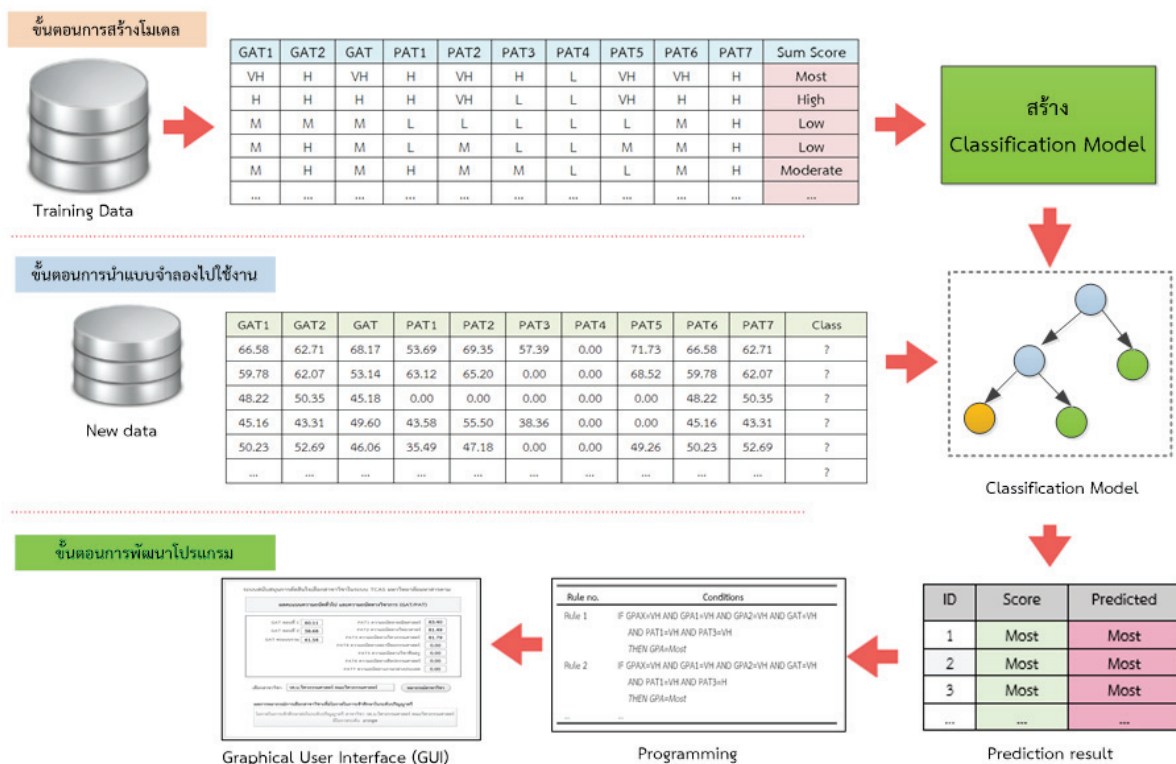 ขั้นตอนการสร้างโมเดล
Training Data
GAT1 GAT2 GAT PAT1 PAT2 PAT3 PAT4 PAT5 PAT6 PAT7 Sum Score
VH H VH H VH H L VH VH H Most
H H H H VH L L VH H H High
M M M L L L L L M H Low
M H M L M L L M M H Low
M H M H M M L L M H Moderate
... ... ... ... ... ... ... ... ... ... ...
สร้าง
Classification Model
ขั้นตอนการนำแบบจำลองไปใช้งาน
New data
GAT1 GAT2 GAT PAT1 PAT2 PAT3 PAT4 PAT5 PAT6 PAT7 Class
66.58 62.71 68.17 53.69 69.35 57.39 0.00 71.73 66.58 62.71 ?
59.78 62.07 53.14 63.12 65.20 0.00 0.00 68.52 59.78 62.07 ?
48.22 50.35 45.18 0.00 0.00 0.00 0.00 0.00 48.22 50.35 ?
45.16 43.31 49.60 43.58 55.50 38.36 0.00 0.00 45.16 43.31 ?
50.23 52.69 46.06 35.49 47.18 0.00 0.00 49.26 50.23 52.69 ?
... ... ... ... ... ... ... ... ... ... ?
Classification Model
ขั้นตอนการพัฒนาโปรแกรม
Graphical User Interface (GUI)
Rule no. Conditions
Rule 1 IF GPAX=VH AND GPA1=VH AND GPA2=VH AND GAT=VH
AND PAT1=VH AND PAT3=VH
THEN GPA=Most
Rule 2 IF GPAX=VH AND GPA1=VH AND GPA2=VH AND GAT=VH
AND PAT1=VH AND PAT3=H
THEN GPA=Most
... ...
Programming
ID Score Predicted
1 Most Most
2 Most Most
3 Most Most
... ... ...
Prediction result